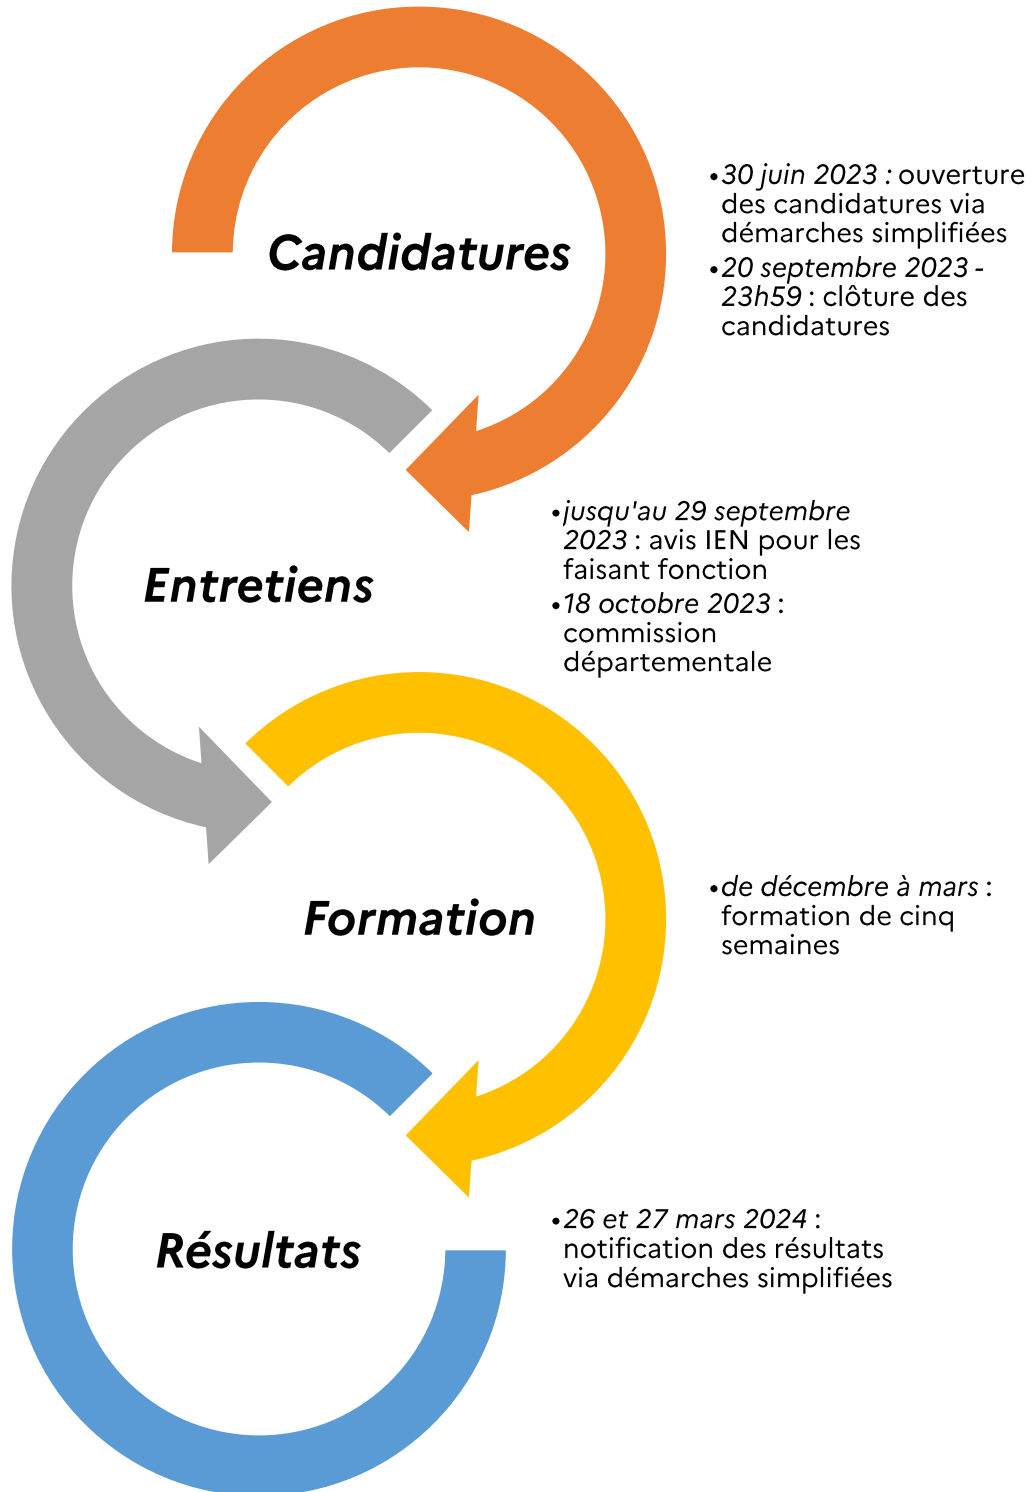 Candidatures
•30 juin 2023 : ouverture
des candidatures via
démarches simplifiées
•20 septembre 2023 -
23h59 : clôture des
candidatures
Entretiens
•jusqu'au 29 septembre
2023 : avis IEN pour les
faisant fonction
•18 octobre 2023 :
commission
départementale
Formation
•de décembre à mars :
formation de cinq
semaines
Résultats
•26 et 27 mars 2024 :
notification des résultats
via démarches simplifiées